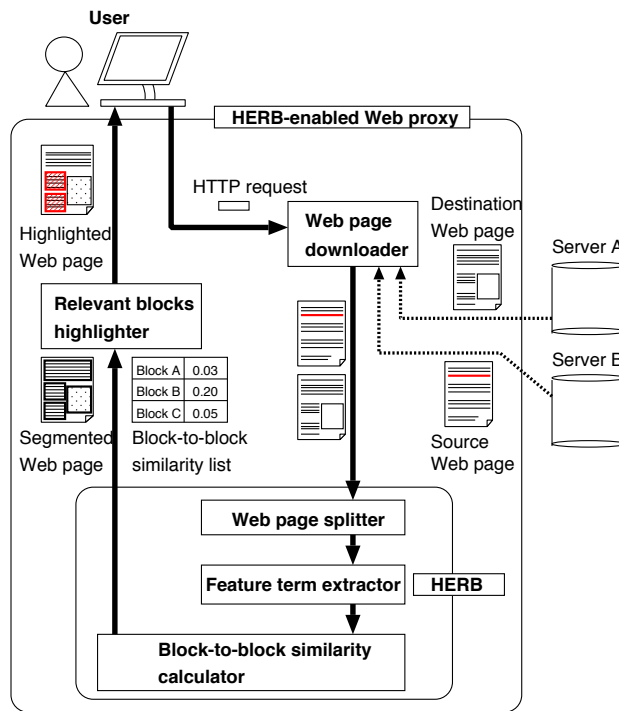 User
HERB-enabled Web proxy
HTTP request
Highlighted
Web page
Web page
downloader
Destination
Web page
Server A
Relevant blocks
highlighter
Server B
Block A 0.03
Block B 0.20
Block C 0.05
Segmented
Web page
Block-to-block
similarity list
Source
Web page
Web page splitter
Feature term extractor
HERB
Block-to-block similarity
calculator